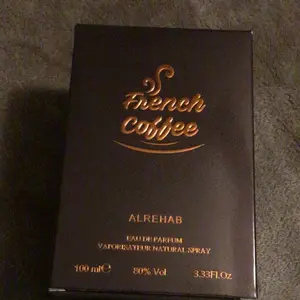 French
Coffee
ALREHAB
EAU DE PARFUM
VAPORISATEUR NATURAL SPRAY
100 ml℮ 80% Vol 3.33Fl.Oz